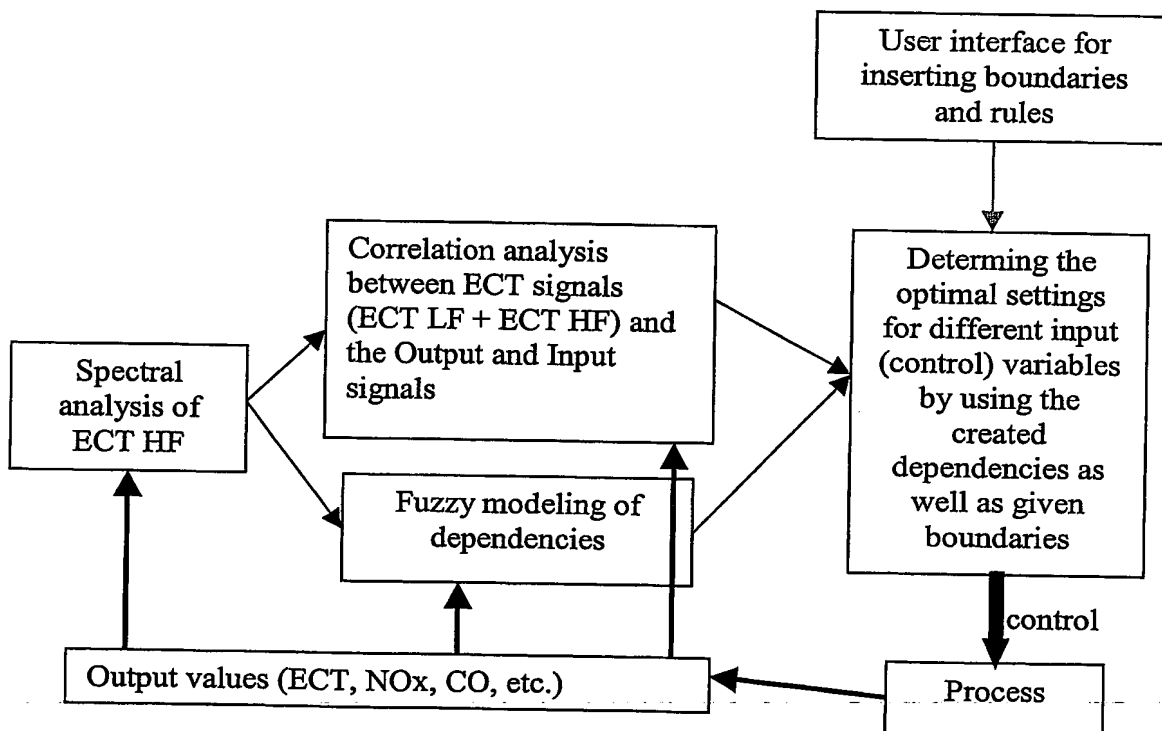 User interface for
inserting boundaries
and rules
Correlation analysis
between ECT signals
(ECT LF + ECT HF) and
the Output and Input
signals
Determing the
optimal settings
for different input
(control) variables
by using the
created
dependencies as
well as given
boundaries
Spectral
analysis of
ECT HF
Fuzzy modeling of
dependencies
control
Output values (ECT, NOx, CO, etc.)
Process